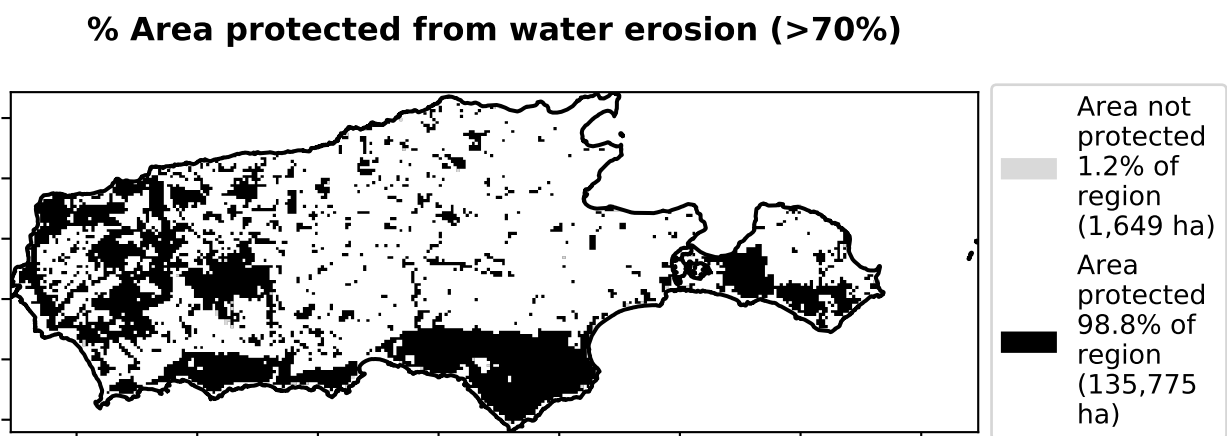 % Area protected from water erosion (>70%)
Area not
protected
1.2% of
region
(1,649 ha)
Area
protected
98.8% of
region
(135,775
ha)